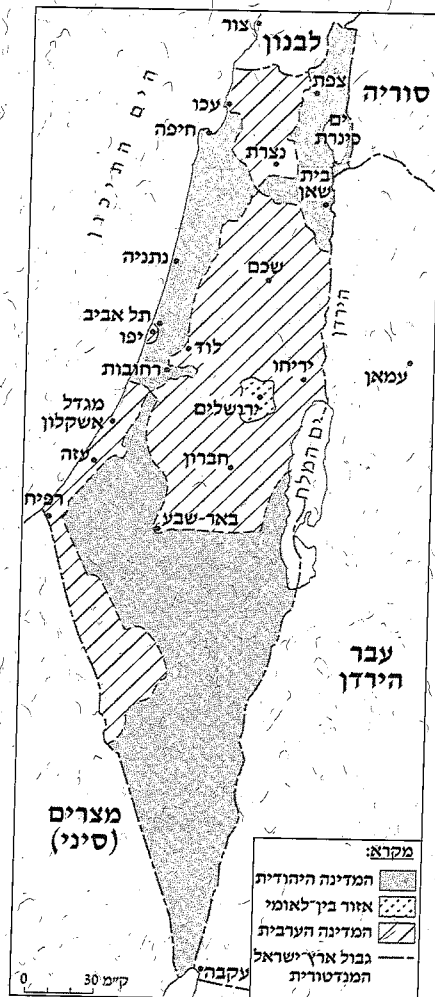 צור
לבנון
סוריה
צפת
הים התיכון
עכו
ים
כינרת
חיפה
נצרת
בית
שאן
נתניה
שכם
הירדן
תל אביב
יפו
לוד
רחובות
יריחו
עמאן
ירושלים
מגדל
אשקלון
ים המלח
חברון
עזה
רפיח
באר-שבע
עבר
הירדן
מצרים
(סיני)
מקרא:
המדינה היהודית
אזור בין-לאומי
המדינה הערבית
גבול ארץ-ישראל
המנדטורית
עקבה
0 30 ק"מ